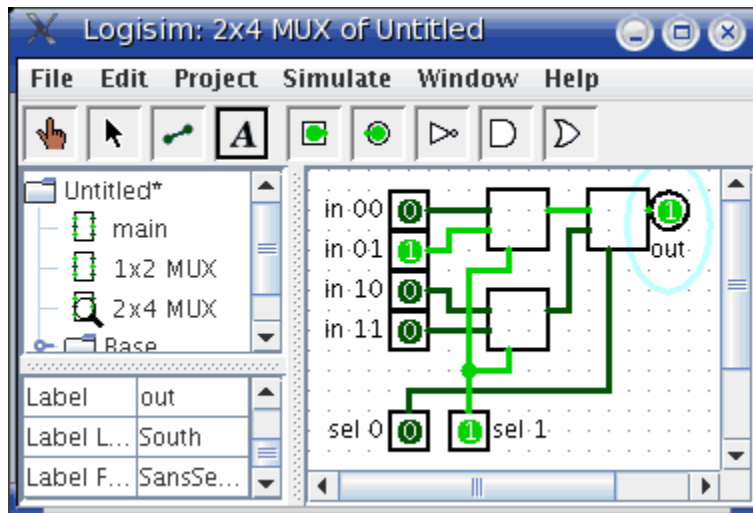 Logisim: 2x4 MUX of Untitled
File Edit Project Simulate Window Help
A
Untitled*
main
1x2 MUX
2x4 MUX
Base
Label out
Label L... South
Label F... SansSe...
in 00 0
in 01 1
in 10 0
in 11 0
1
out
sel 0 0
1 sel 1